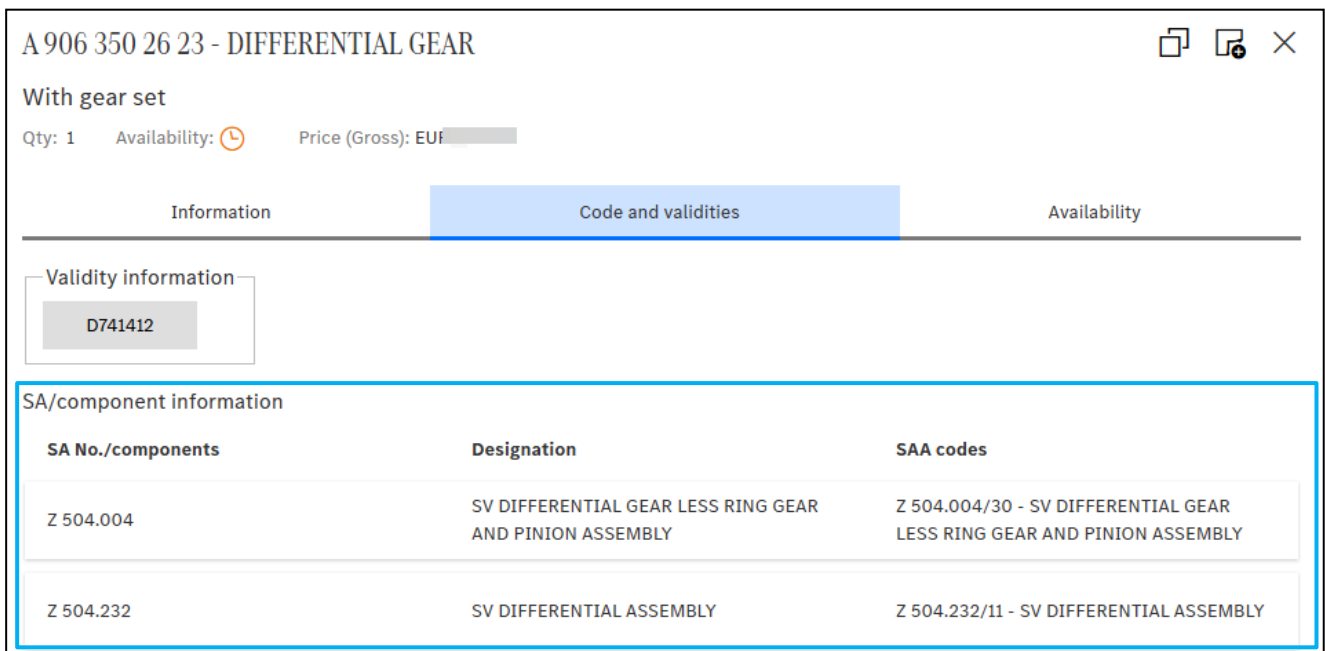 A 906 350 26 23 - DIFFERENTIAL GEAR
With gear set
Qty: 1 Availability: Price (Gross): EUR
Information Code and validities Availability
Validity information
D741412
SA/component information
SA No./components Designation SAA codes
Z 504.004 SV DIFFERENTIAL GEAR LESS RING GEAR Z 504.004/30 - SV DIFFERENTIAL GEAR
AND PINION ASSEMBLY LESS RING GEAR AND PINION ASSEMBLY
Z 504.232 SV DIFFERENTIAL ASSEMBLY Z 504.232/11 - SV DIFFERENTIAL ASSEMBLY